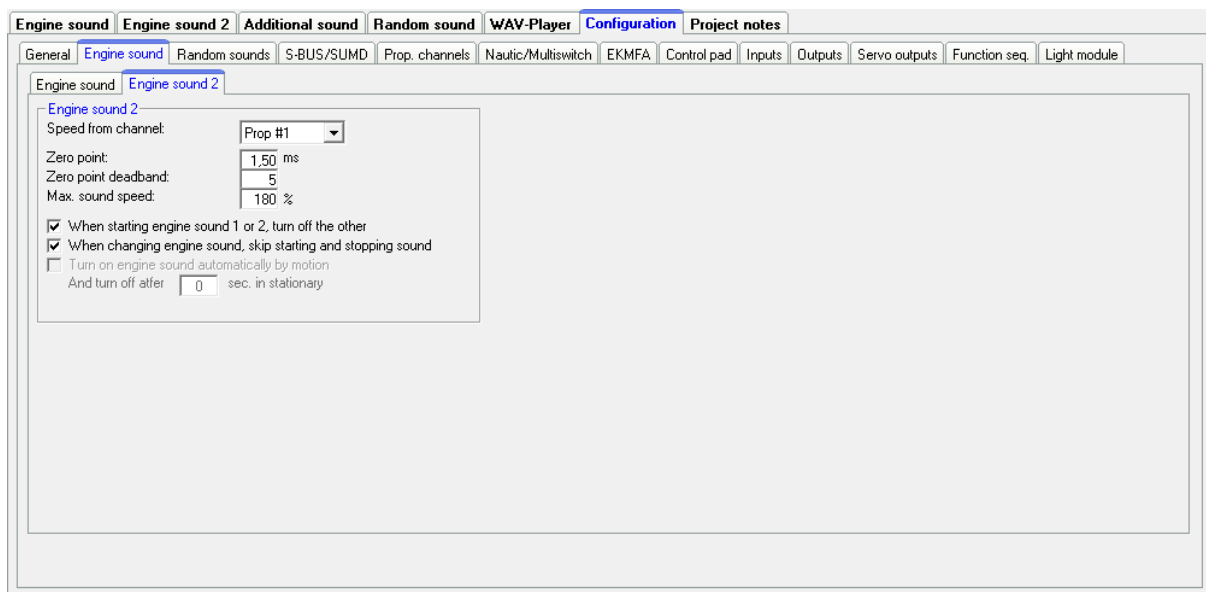 Engine sound Engine sound 2 Additional sound Random sound WAV-Player Configuration Project notes
General Engine sound Random sounds S-BUS/SUMD Prop. channels Nautic/Multiswitch EKMFA Control pad Inputs Outputs Servo outputs Function seq. Light module
Engine sound Engine sound 2
Engine sound 2
Speed from channel: Prop #1
Zero point: 1,50 ms
Zero point deadband: 5
Max. sound speed: 180 %
When starting engine sound 1 or 2, turn off the other
When changing engine sound, skip starting and stopping sound
Turn on engine sound automatically by motion
And turn off atfer 0 sec. in stationary